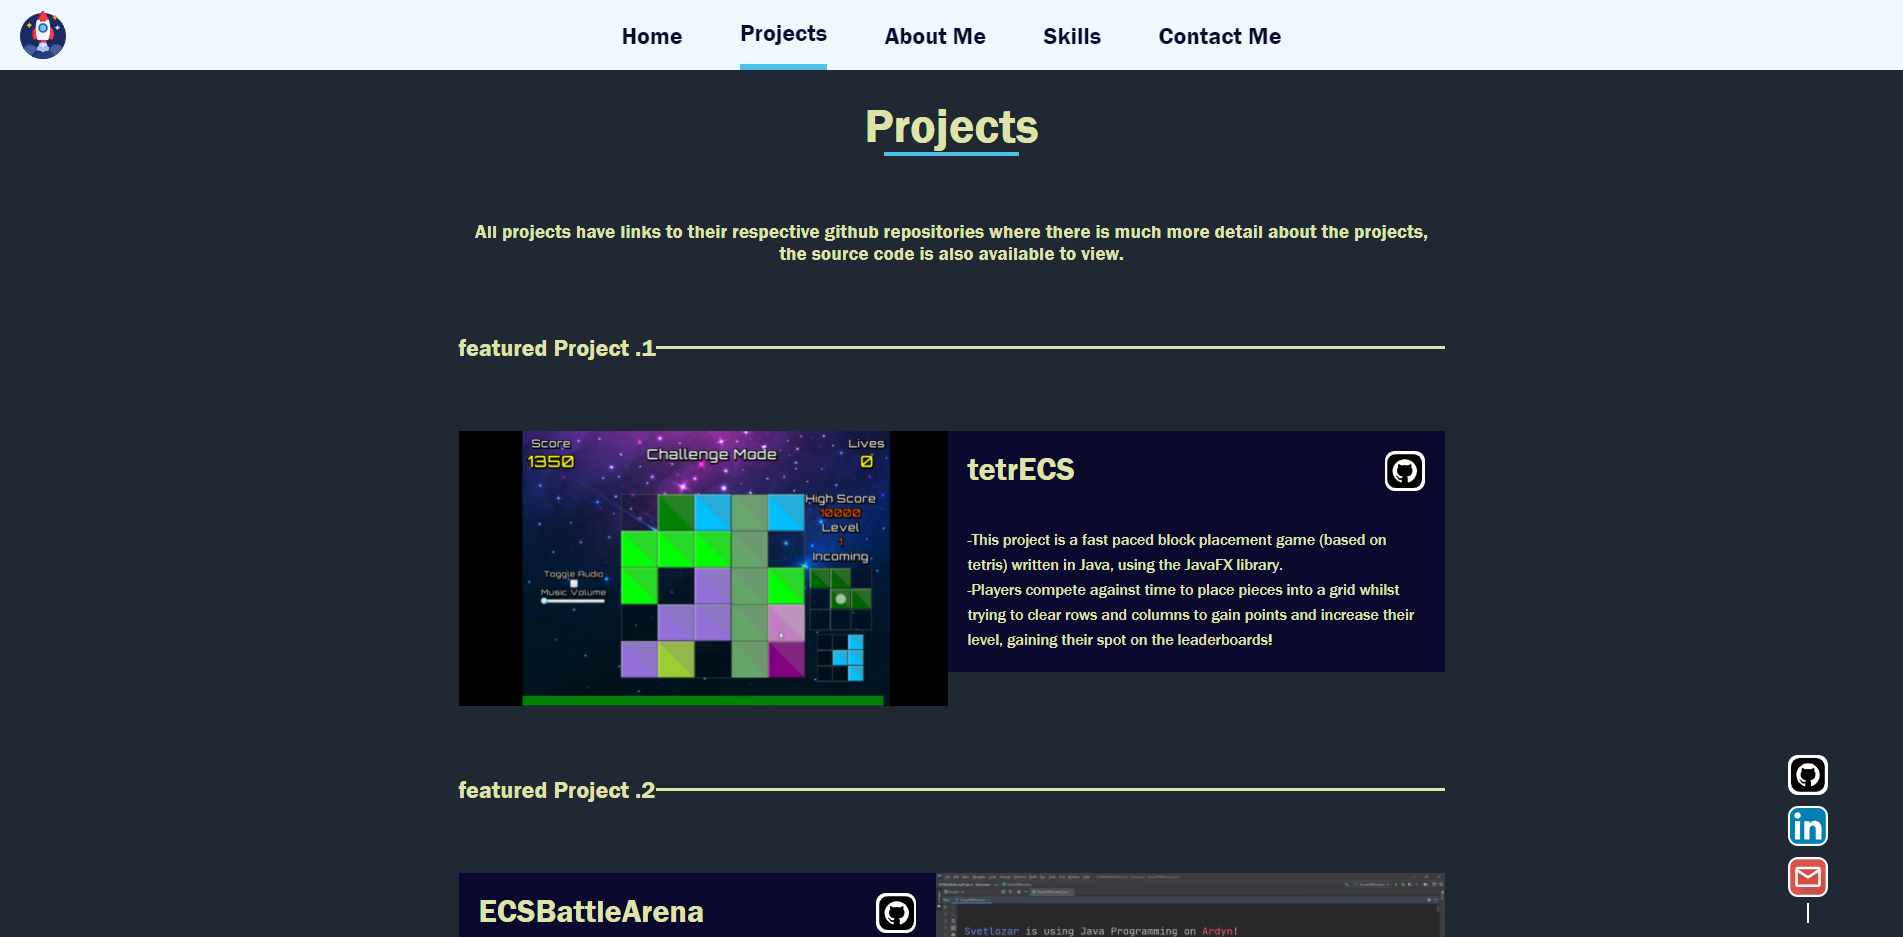 Home Projects About Me Skills Contact Me
Projects
All projects have links to their respective github repositories where there is much more detail about the projects,
the source code is also available to view.
featured Project .1
Score
1350
Challenge Mode
Lives
0
High Score
10000
Level
1
Incoming
Toggle Audio
Music Volume
tetrECS
-This project is a fast paced block placement game (based on
tetris) written in Java, using the JavaFX library.
-Players compete against time to place pieces into a grid whilst
trying to clear rows and columns to gain points and increase their
level, gaining their spot on the leaderboards!
featured Project .2
in
ECSBattleArena
Svetlozar is using Java Programming on Ardyn!